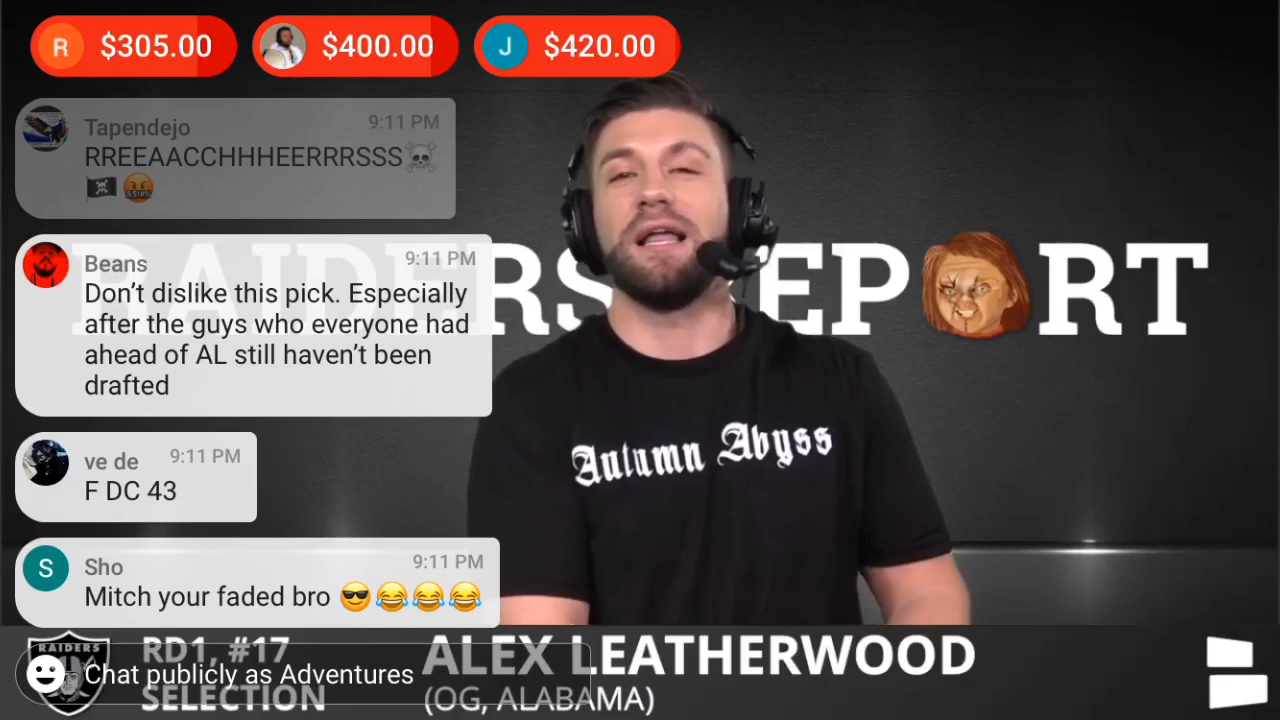 R $305.00
$400.00
J $420.00
Tapendejo 9:11 PM
RREEAACCHHHEERRRSSS☠️
🏴‍☠️ 🤬
Beans 9:11 PM
Don’t dislike this pick. Especially
after the guys who everyone had
ahead of AL still haven’t been
drafted
RAIDERS REPORT
Autumn Abyss
ve de 9:11 PM
F DC 43
S Sho 9:11 PM
Mitch your faded bro 😎😂😂😂
RAIDERS
RD1, #17
SELECTION
Chat publicly as Adventures
ALEX LEATHERWOOD
(OG, ALABAMA)